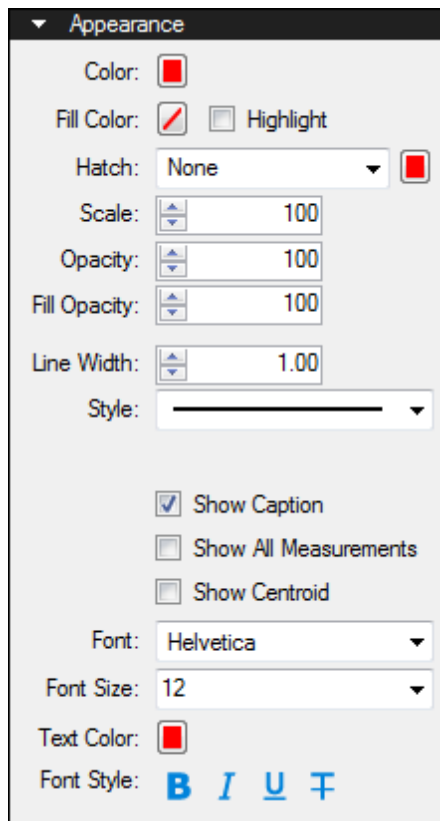 Appearance
Color:
Fill Color: Highlight
Hatch: None
Scale: 100
Opacity: 100
Fill Opacity: 100
Line Width: 1.00
Style:
Show Caption
Show All Measurements
Show Centroid
Font: Helvetica
Font Size: 12
Text Color:
Font Style: B I U T